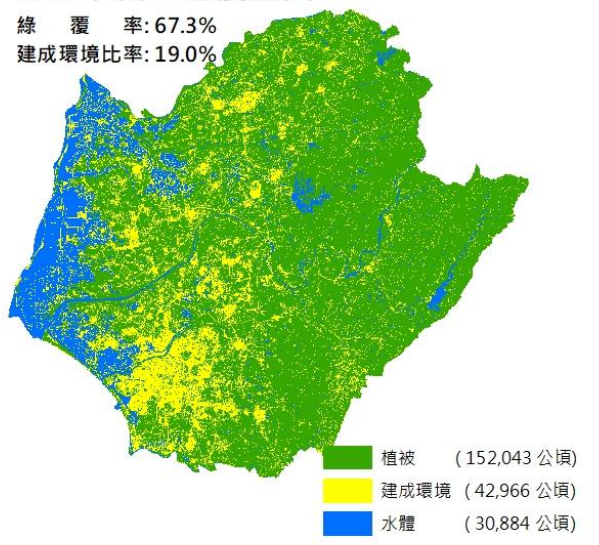 綠覆率:67.3%
建成環境比率:19.0%
植被 (152,043 公頃)
建成環境 (42,966 公頃)
水體 (30,884 公頃)